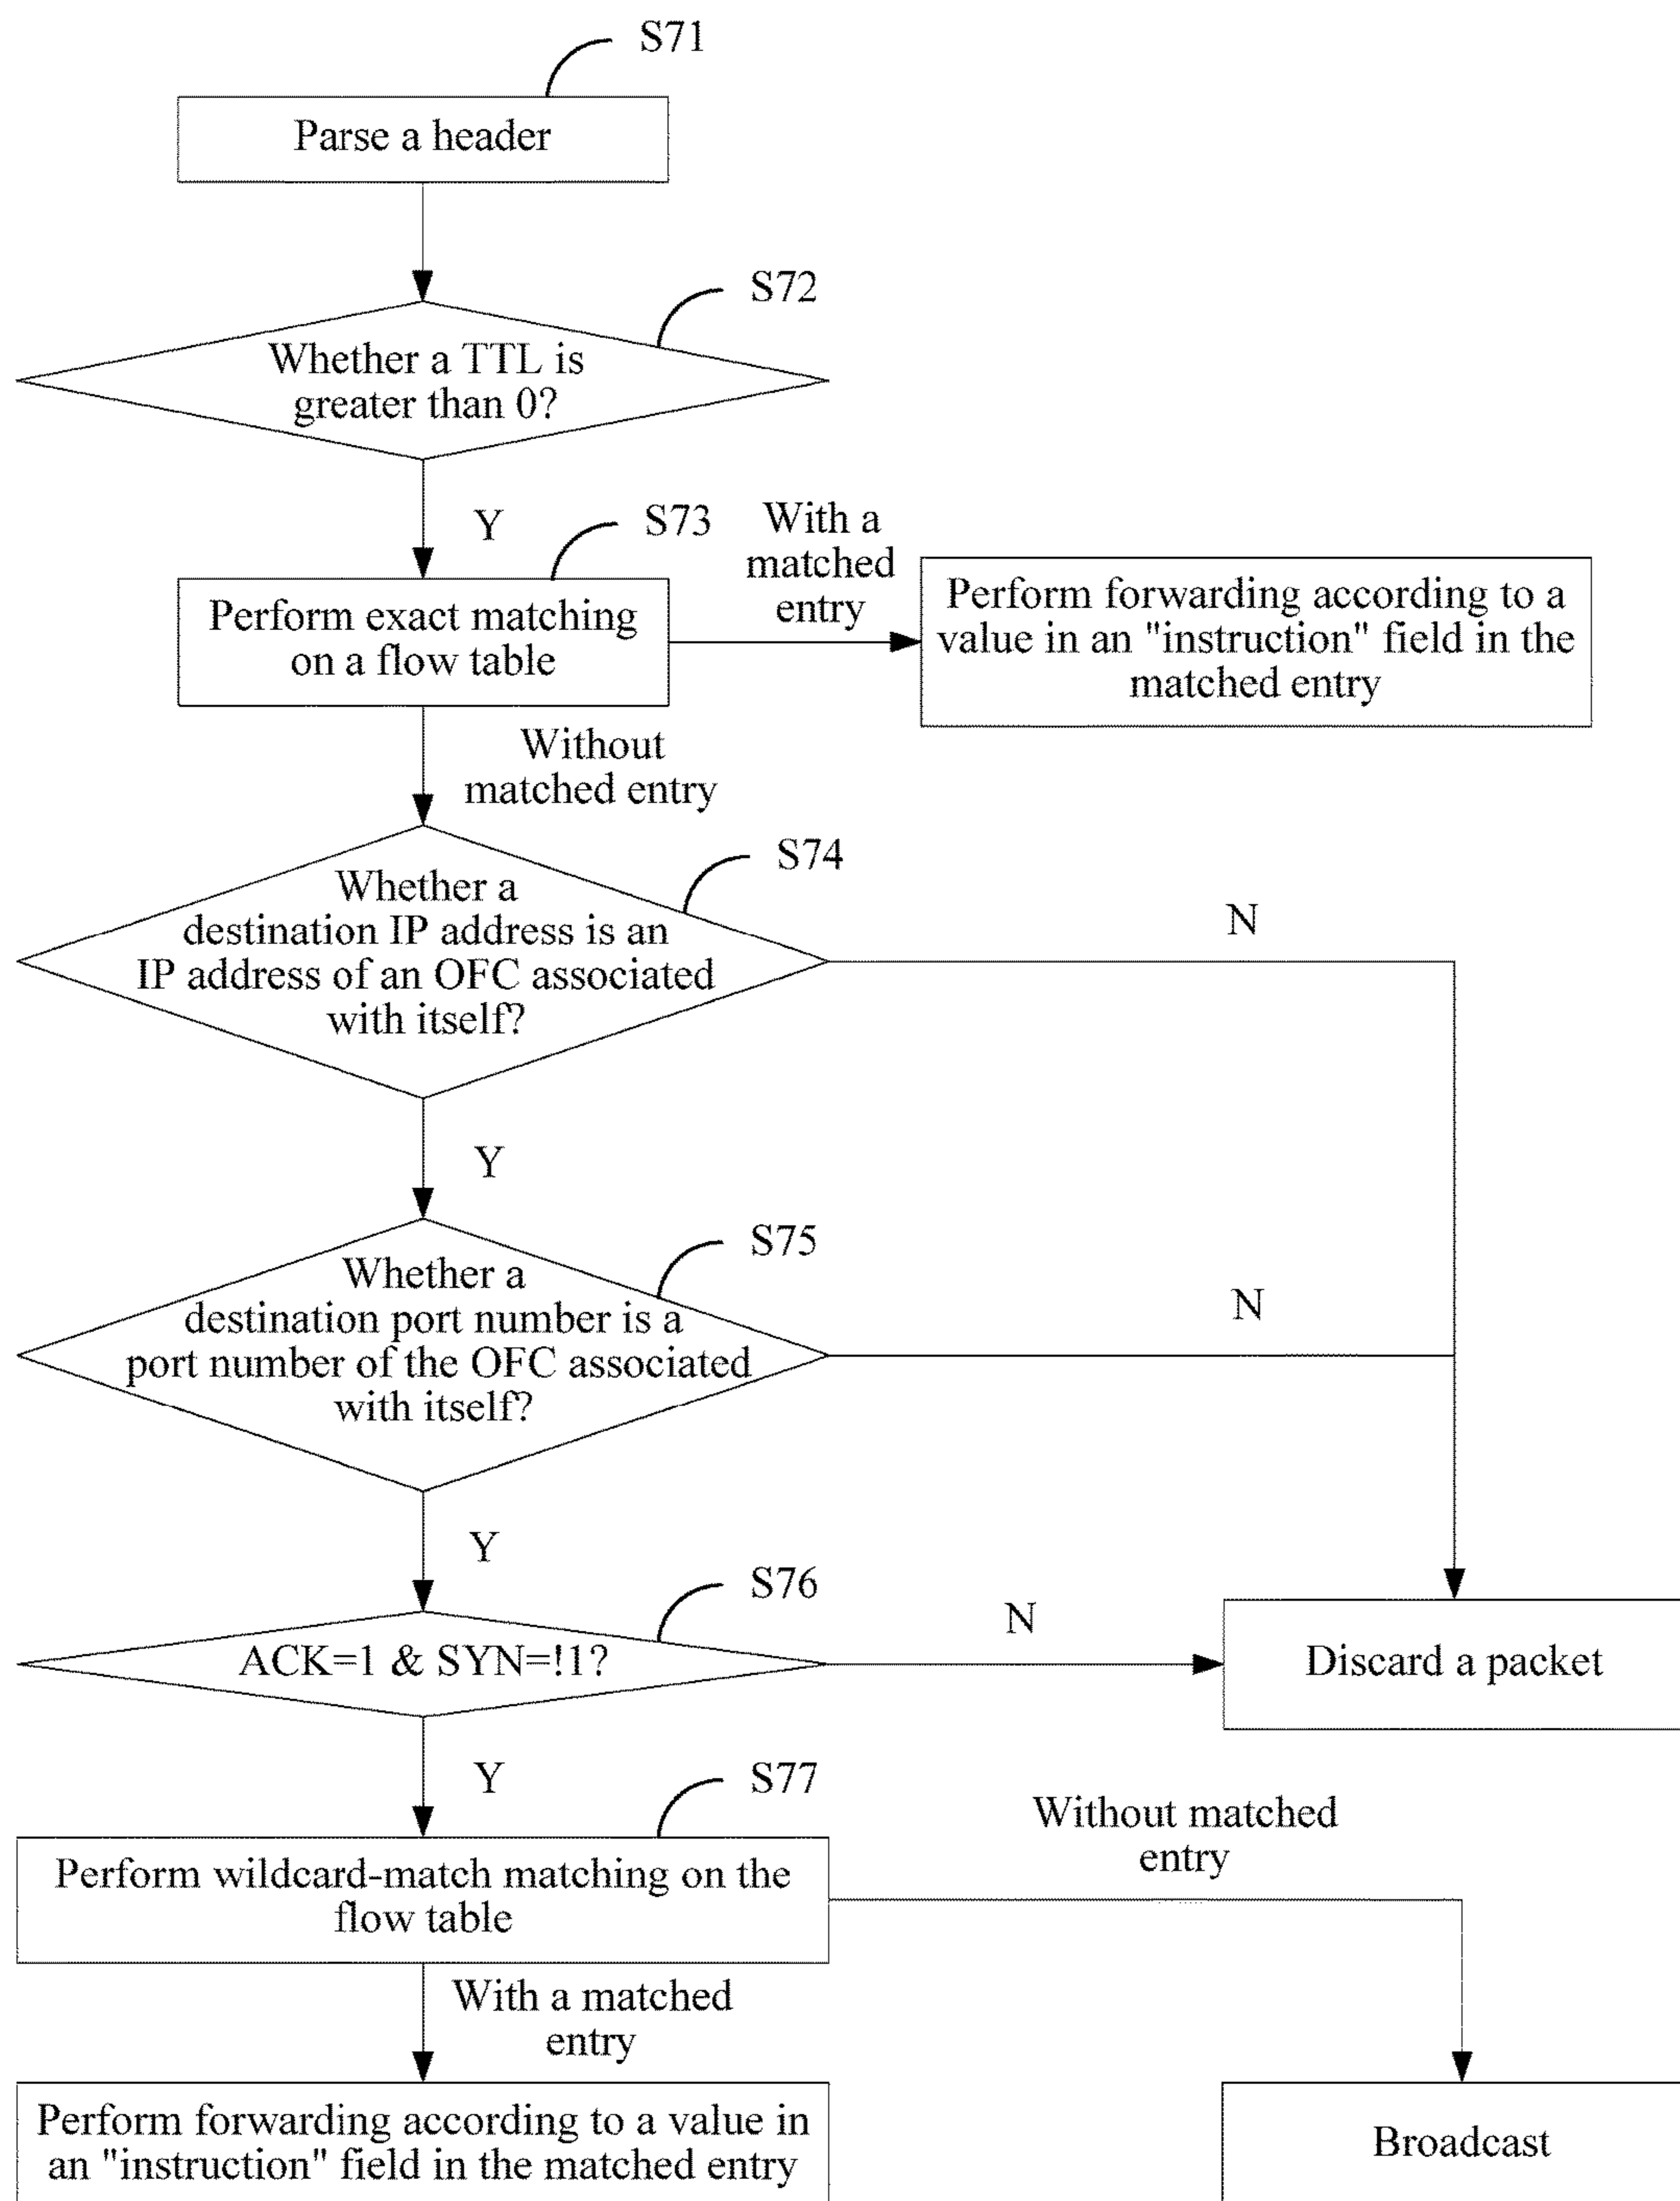 S71
Parse a header
S72
Whether a TTL is
greater than 0?
Y
S73
With a
matched
entry
Perform exact matching
on a flow table
Perform forwarding according to a
value in an "instruction" field in the
matched entry
Without
matched entry
S74
Whether a
destination IP address is an
IP address of an OFC associated
with itself?
N
Y
S75
Whether a
destination port number is a
port number of the OFC associated
with itself?
N
Y
S76
ACK=1 & SYN=!1?
N
Discard a packet
Y
S77
Perform wildcard-match matching on the
flow table
Without matched
entry
With a matched
entry
Perform forwarding according to a value in
an "instruction" field in the matched entry
Broadcast